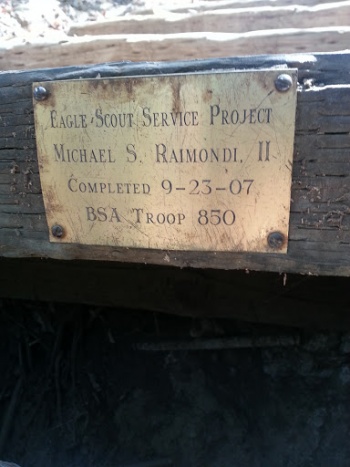 Eagle Scout Service Project
Michael S. Raimondi, II
Completed 9-23-07
BSA Troop 850